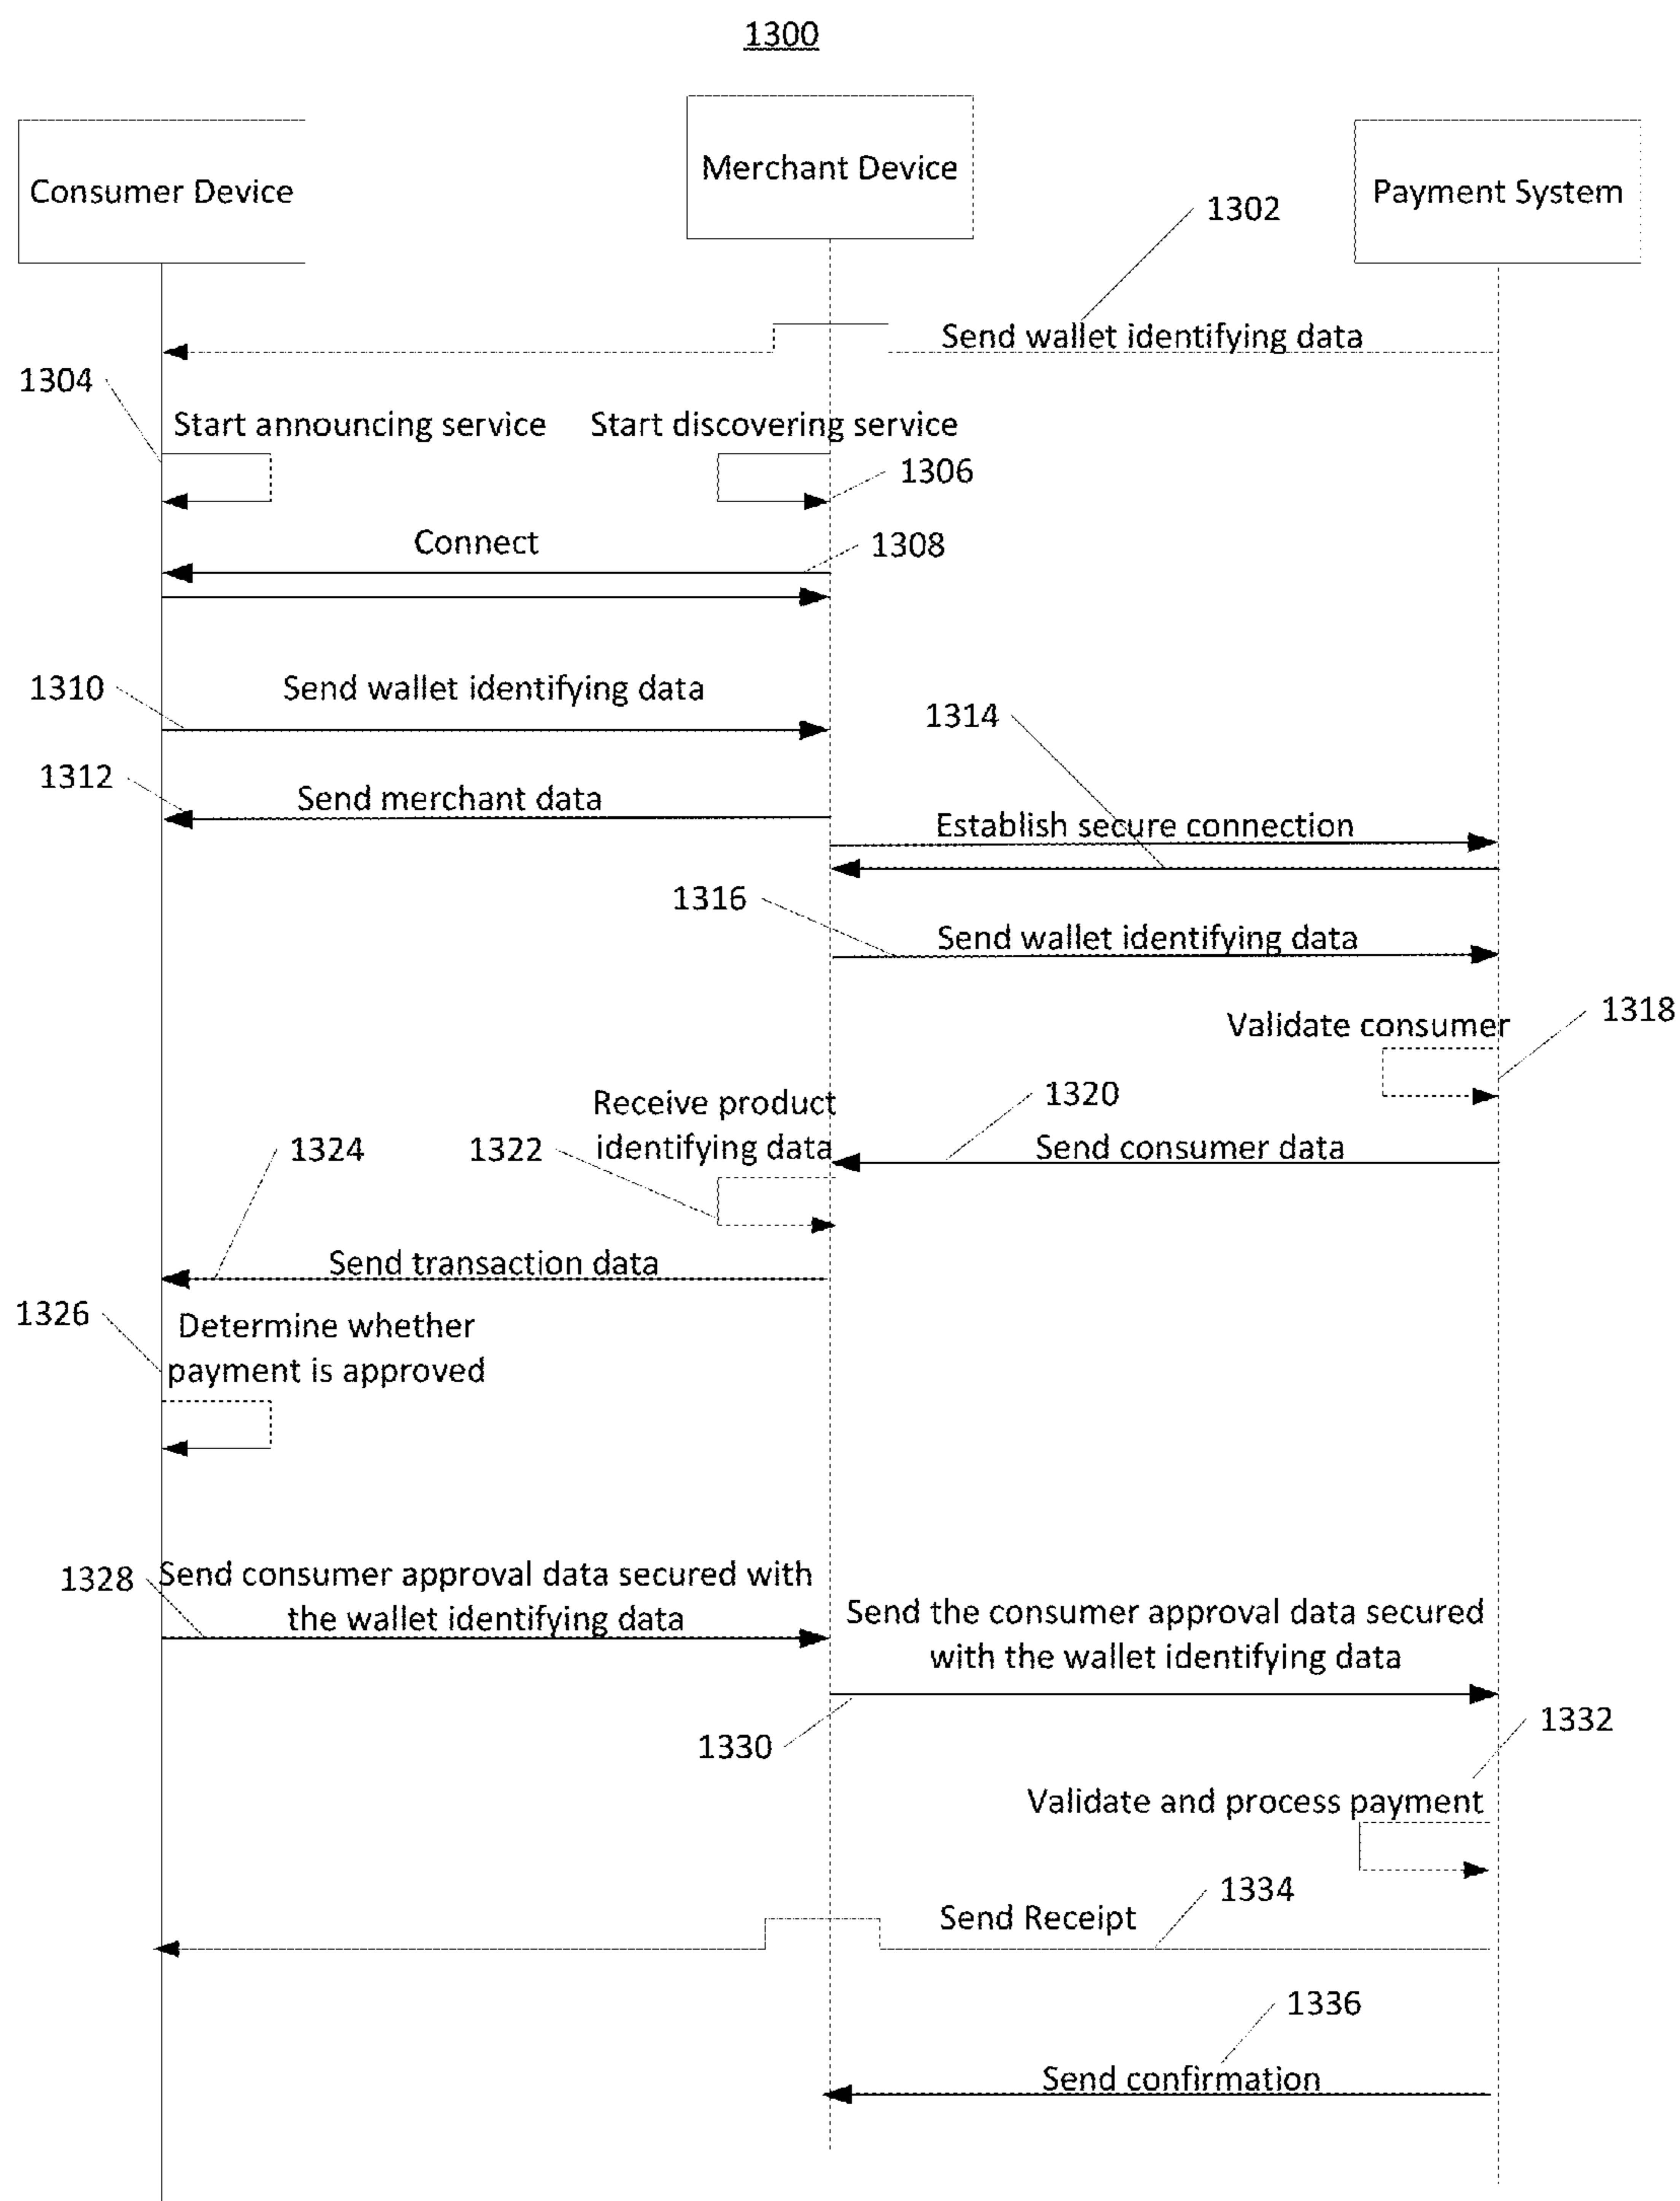 1300
Consumer Device
Merchant Device
Payment System
1302
Send wallet identifying data
1304
Start announcing service
Start discovering service
1306
Connect
1308
1310
Send wallet identifying data
1314
1312
Send merchant data
Establish secure connection
1316
Send wallet identifying data
1318
Validate consumer
1320
Receive product
identifying data
1324
1322
Send consumer data
Send transaction data
1326
Determine whether
payment is approved
1328
Send consumer approval data secured with
the wallet identifying data
Send the consumer approval data secured
with the wallet identifying data
1330
1332
Validate and process payment
1334
Send Receipt
1336
Send confirmation